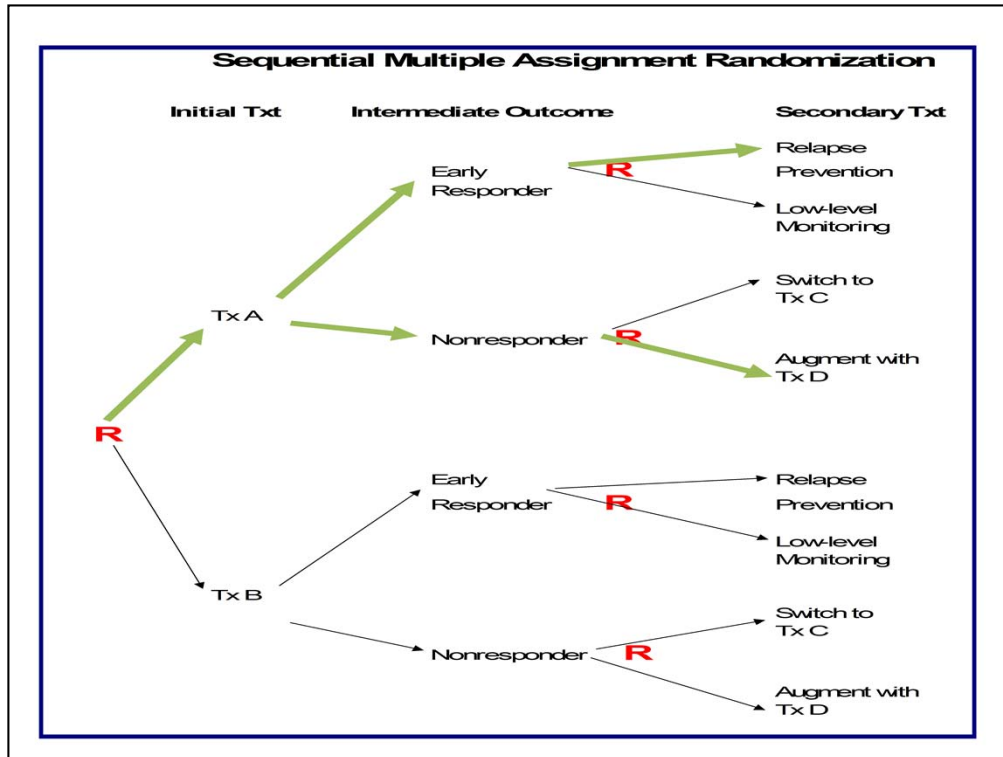 Sequential Multiple Assignment Randomization
Initial Txt Intermediate Outcome Secondary Txt
Early
Responder
R
Relapse
Prevention
Low-level
Monitoring
Tx A
Nonresponder
R
Switch to
Tx C
Augment with
Tx D
R
Early
Responder
R
Relapse
Prevention
Low-level
Monitoring
Tx B
Nonresponder
R
Switch to
Tx C
Augment with
Tx D